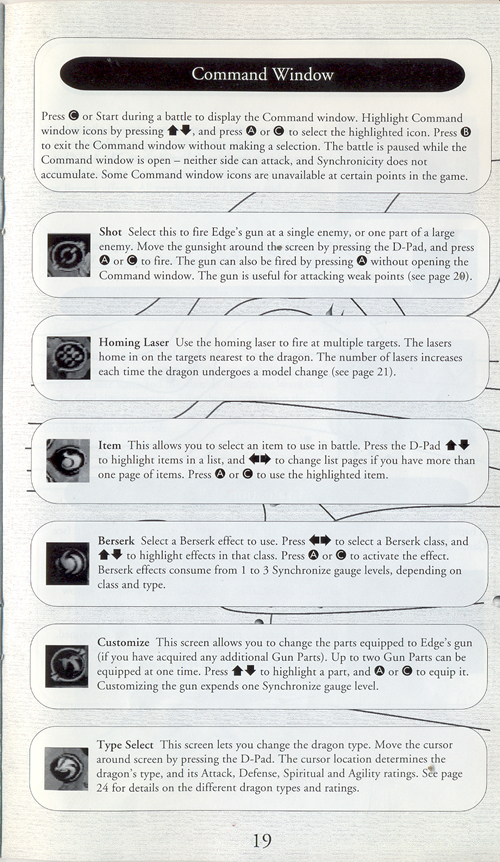 Command Window
Press C or Start during a battle to display the Command window. Highlight Command
window icons by pressing ⬆⬇, and press A or C to select the highlighted icon. Press B
to exit the Command window without making a selection. The battle is paused while the
Command window is open – neither side can attack, and Synchronicity does not
accumulate. Some Command window icons are unavailable at certain points in the game.
Shot Select this to fire Edge's gun at a single enemy, or one part of a large
enemy. Move the gunsight around the screen by pressing the D-Pad, and press
A or C to fire. The gun can also be fired by pressing A without opening the
Command window. The gun is useful for attacking weak points (see page 20).
Homing Laser Use the homing laser to fire at multiple targets. The lasers
home in on the targets nearest to the dragon. The number of lasers increases
each time the dragon undergoes a model change (see page 21).
Item This allows you to select an item to use in battle. Press the D-Pad ⬆⬇
to highlight items in a list, and ⬅➡ to change list pages if you have more than
one page of items. Press A or C to use the highlighted item.
Berserk Select a Berserk effect to use. Press ⬅➡ to select a Berserk class, and
⬆⬇ to highlight effects in that class. Press A or C to activate the effect.
Berserk effects consume from 1 to 3 Synchronize gauge levels, depending on
class and type.
Customize This screen allows you to change the parts equipped to Edge's gun
(if you have acquired any additional Gun Parts). Up to two Gun Parts can be
equipped at one time. Press ⬆⬇ to highlight a part, and A or C to equip it.
Customizing the gun expends one Synchronize gauge level.
Type Select This screen lets you change the dragon type. Move the cursor
around screen by pressing the D-Pad. The cursor location determines the
dragon's type, and its Attack, Defense, Spiritual and Agility ratings. See page
24 for details on the different dragon types and ratings.
19